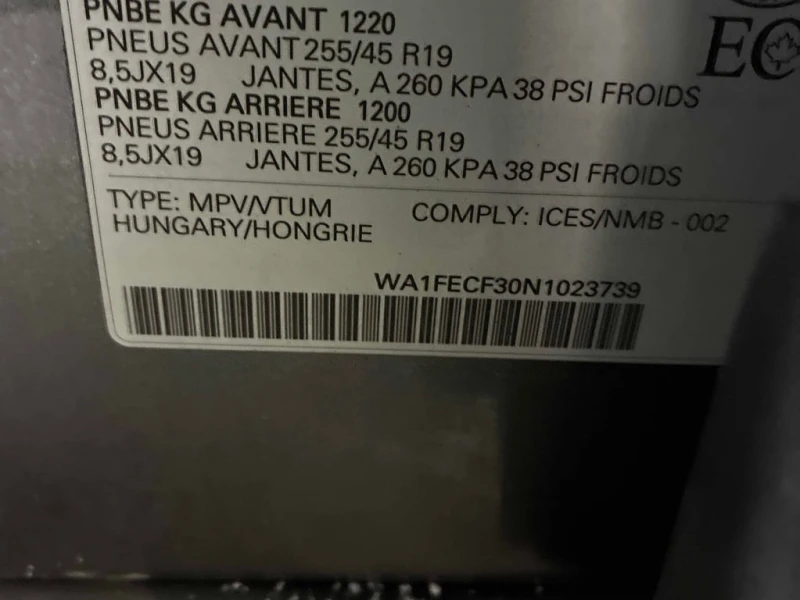 PNBE KG AVANT 1220
PNEUS AVANT 255/45 R19
8,5JX19 JANTES, A 260 KPA 38 PSI FROIDS
PNBE KG ARRIERE 1200
PNEUS ARRIERE 255/45 R19
8,5JX19 JANTES, A 260 KPA 38 PSI FROIDS
EC
TYPE: MPV/VTUM COMPLY: ICES/NMB - 002
HUNGARY/HONGRIE
WA1FECF30N1023739